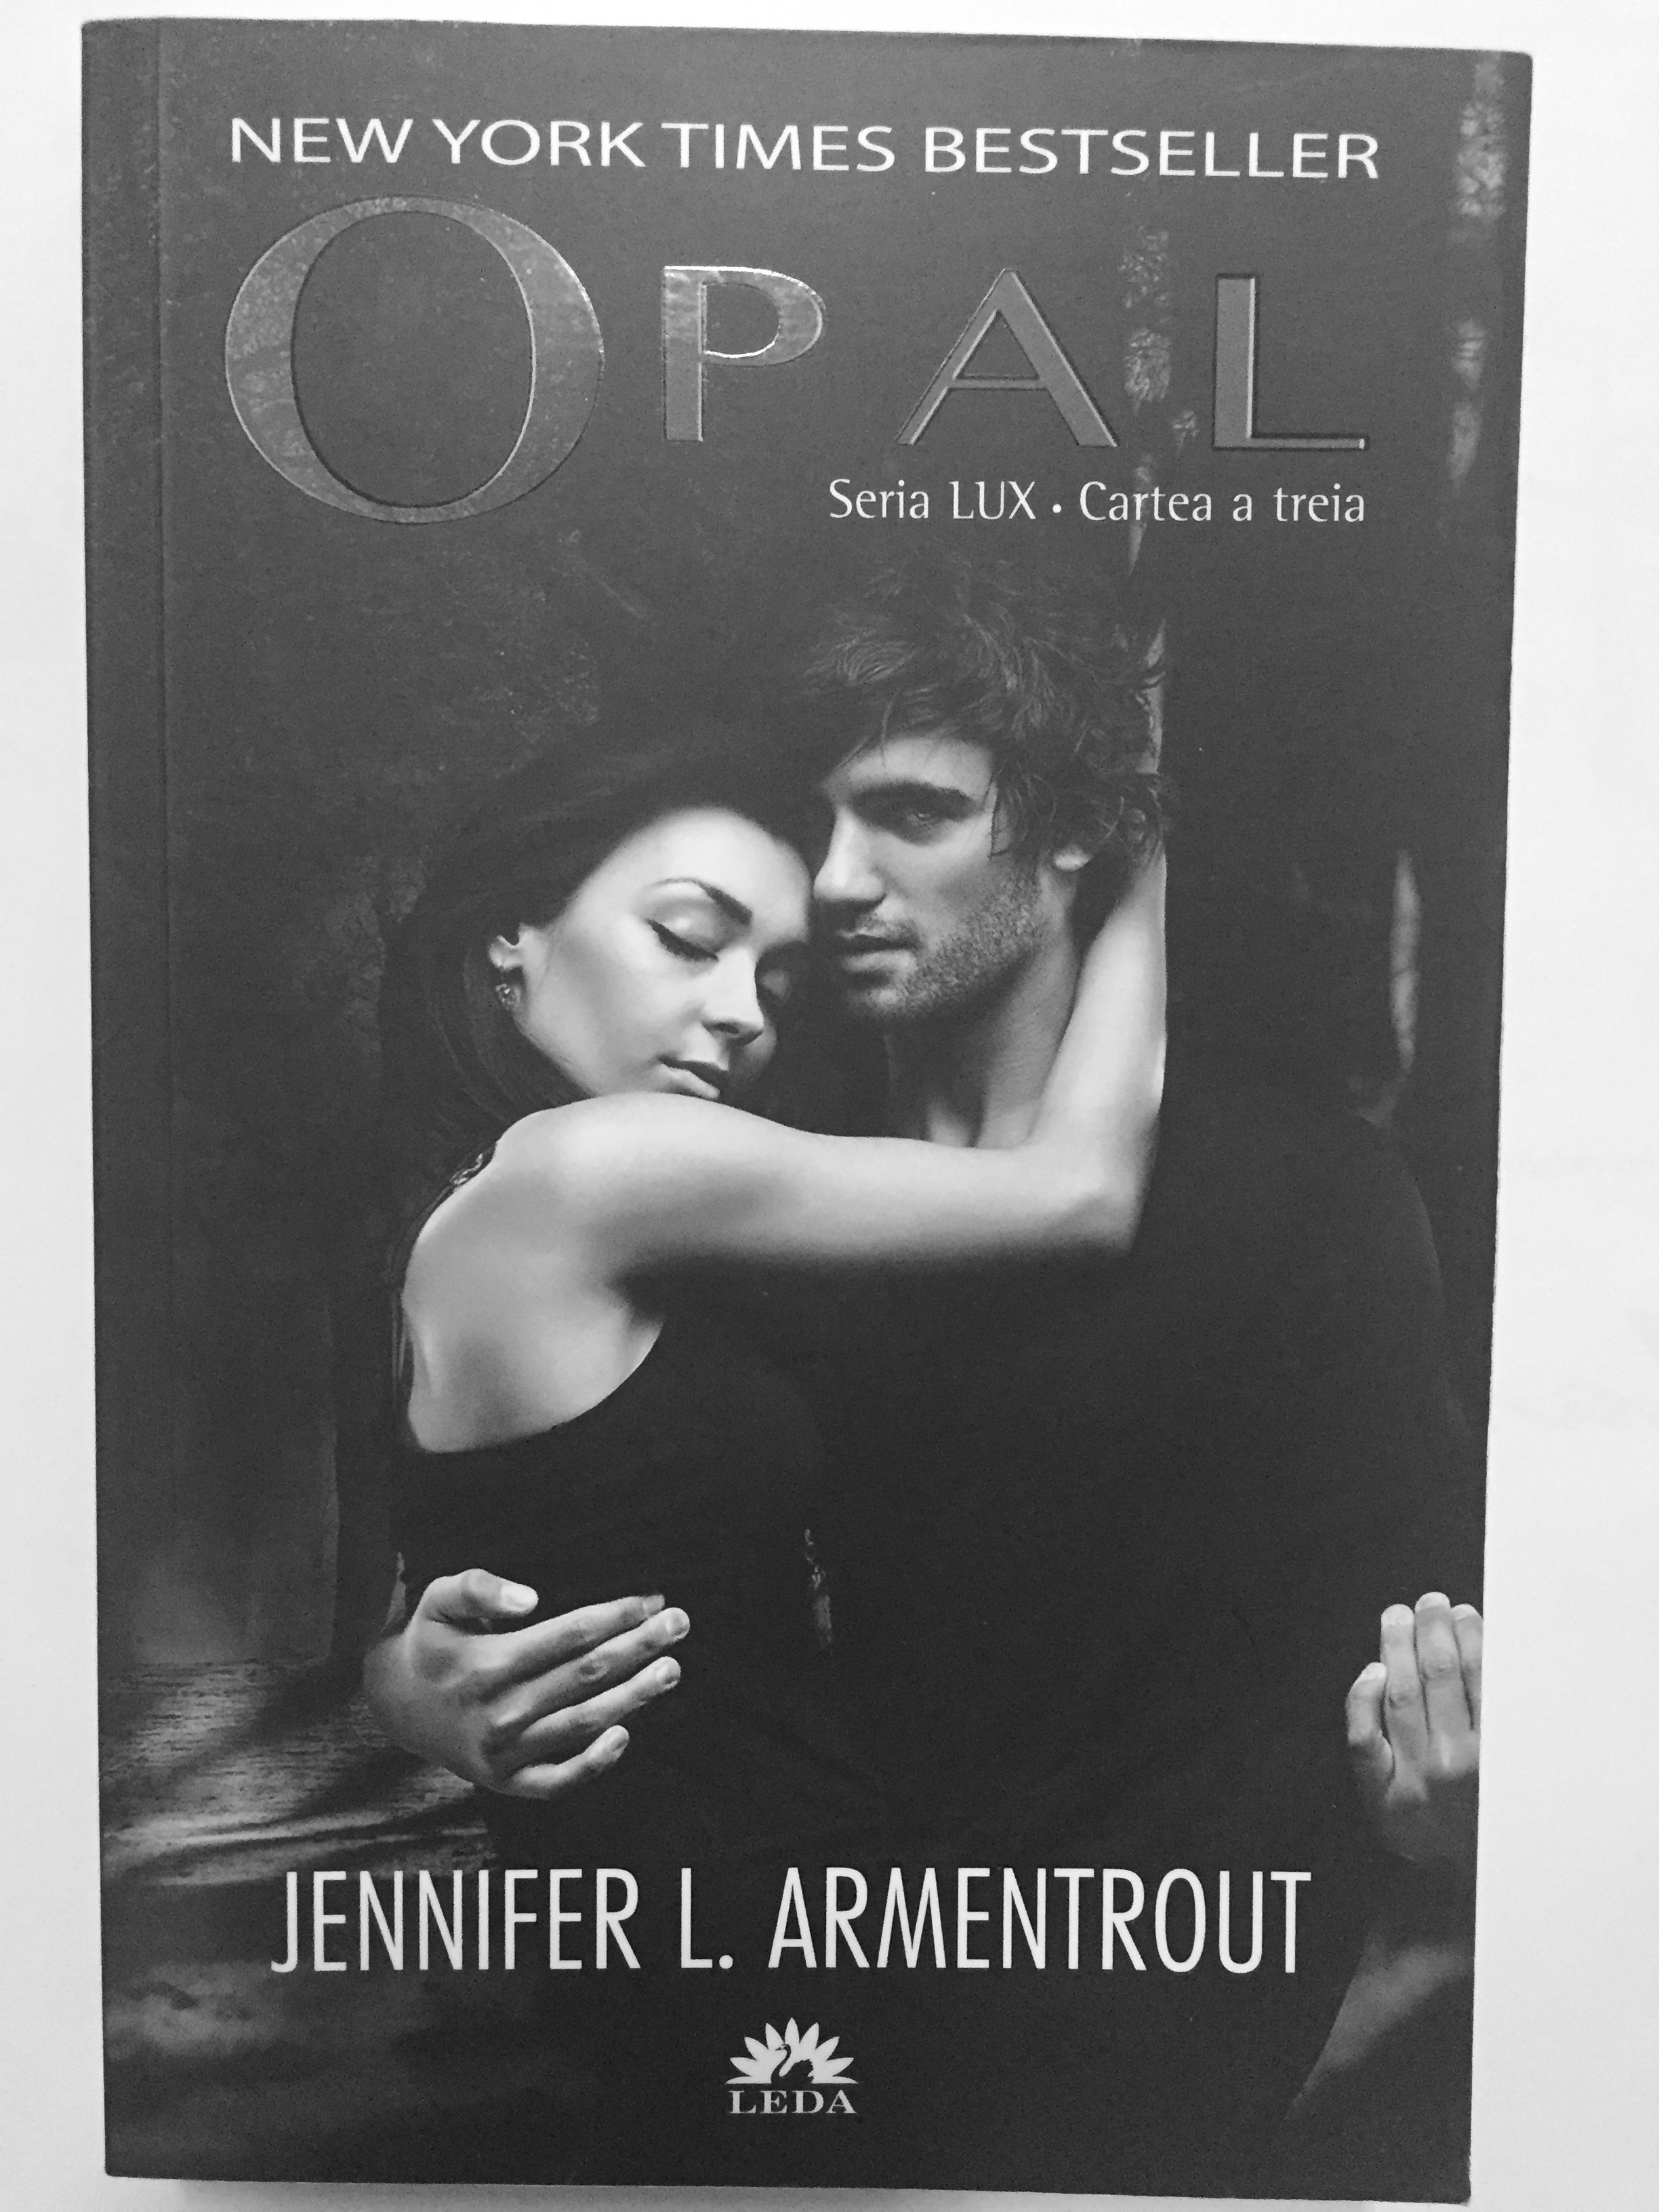 NEW YORK TIMES BESTSELLER
OPAL
Seria LUX • Cartea a treia
JENNIFER L. ARMENTROUT
LEDA